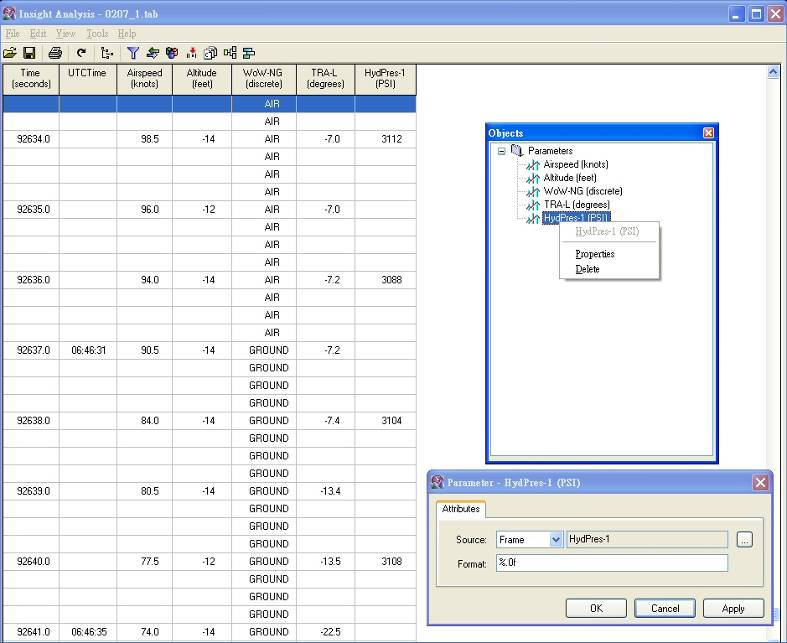 Insight Analysis - 0207_1.tab
File Edit View Tools Help
Time (seconds) UTCTime Airspeed (knots) Altitude (feet) WoW-NG (discrete) TRA-L (degrees) HydPres-1 (PSI)
AIR
AIR
92634.0 98.5 -14 AIR -7.0 3112
AIR
AIR
AIR
92635.0 96.0 -12 AIR -7.0
AIR
AIR
AIR
92636.0 94.0 -14 AIR -7.2 3088
AIR
AIR
AIR
92637.0 06:46:31 90.5 -14 GROUND -7.2
GROUND
GROUND
GROUND
92638.0 84.0 -14 GROUND -7.4 3104
GROUND
GROUND
GROUND
92639.0 80.5 -14 GROUND -13.4
GROUND
GROUND
GROUND
92640.0 77.5 -12 GROUND -13.5 3108
GROUND
GROUND
GROUND
92641.0 06:46:35 74.0 -14 GROUND -22.5
Objects
Parameters
Airspeed (knots)
Altitude (feet)
WoW-NG (discrete)
TRA-L (degrees)
HydPres-1 (PSI)
HydPres-1 (PSI)
Properties
Delete
Parameter - HydPres-1 (PSI)
Attributes
Source: Frame HydPres-1 ...
Format: %.0f
OK Cancel Apply